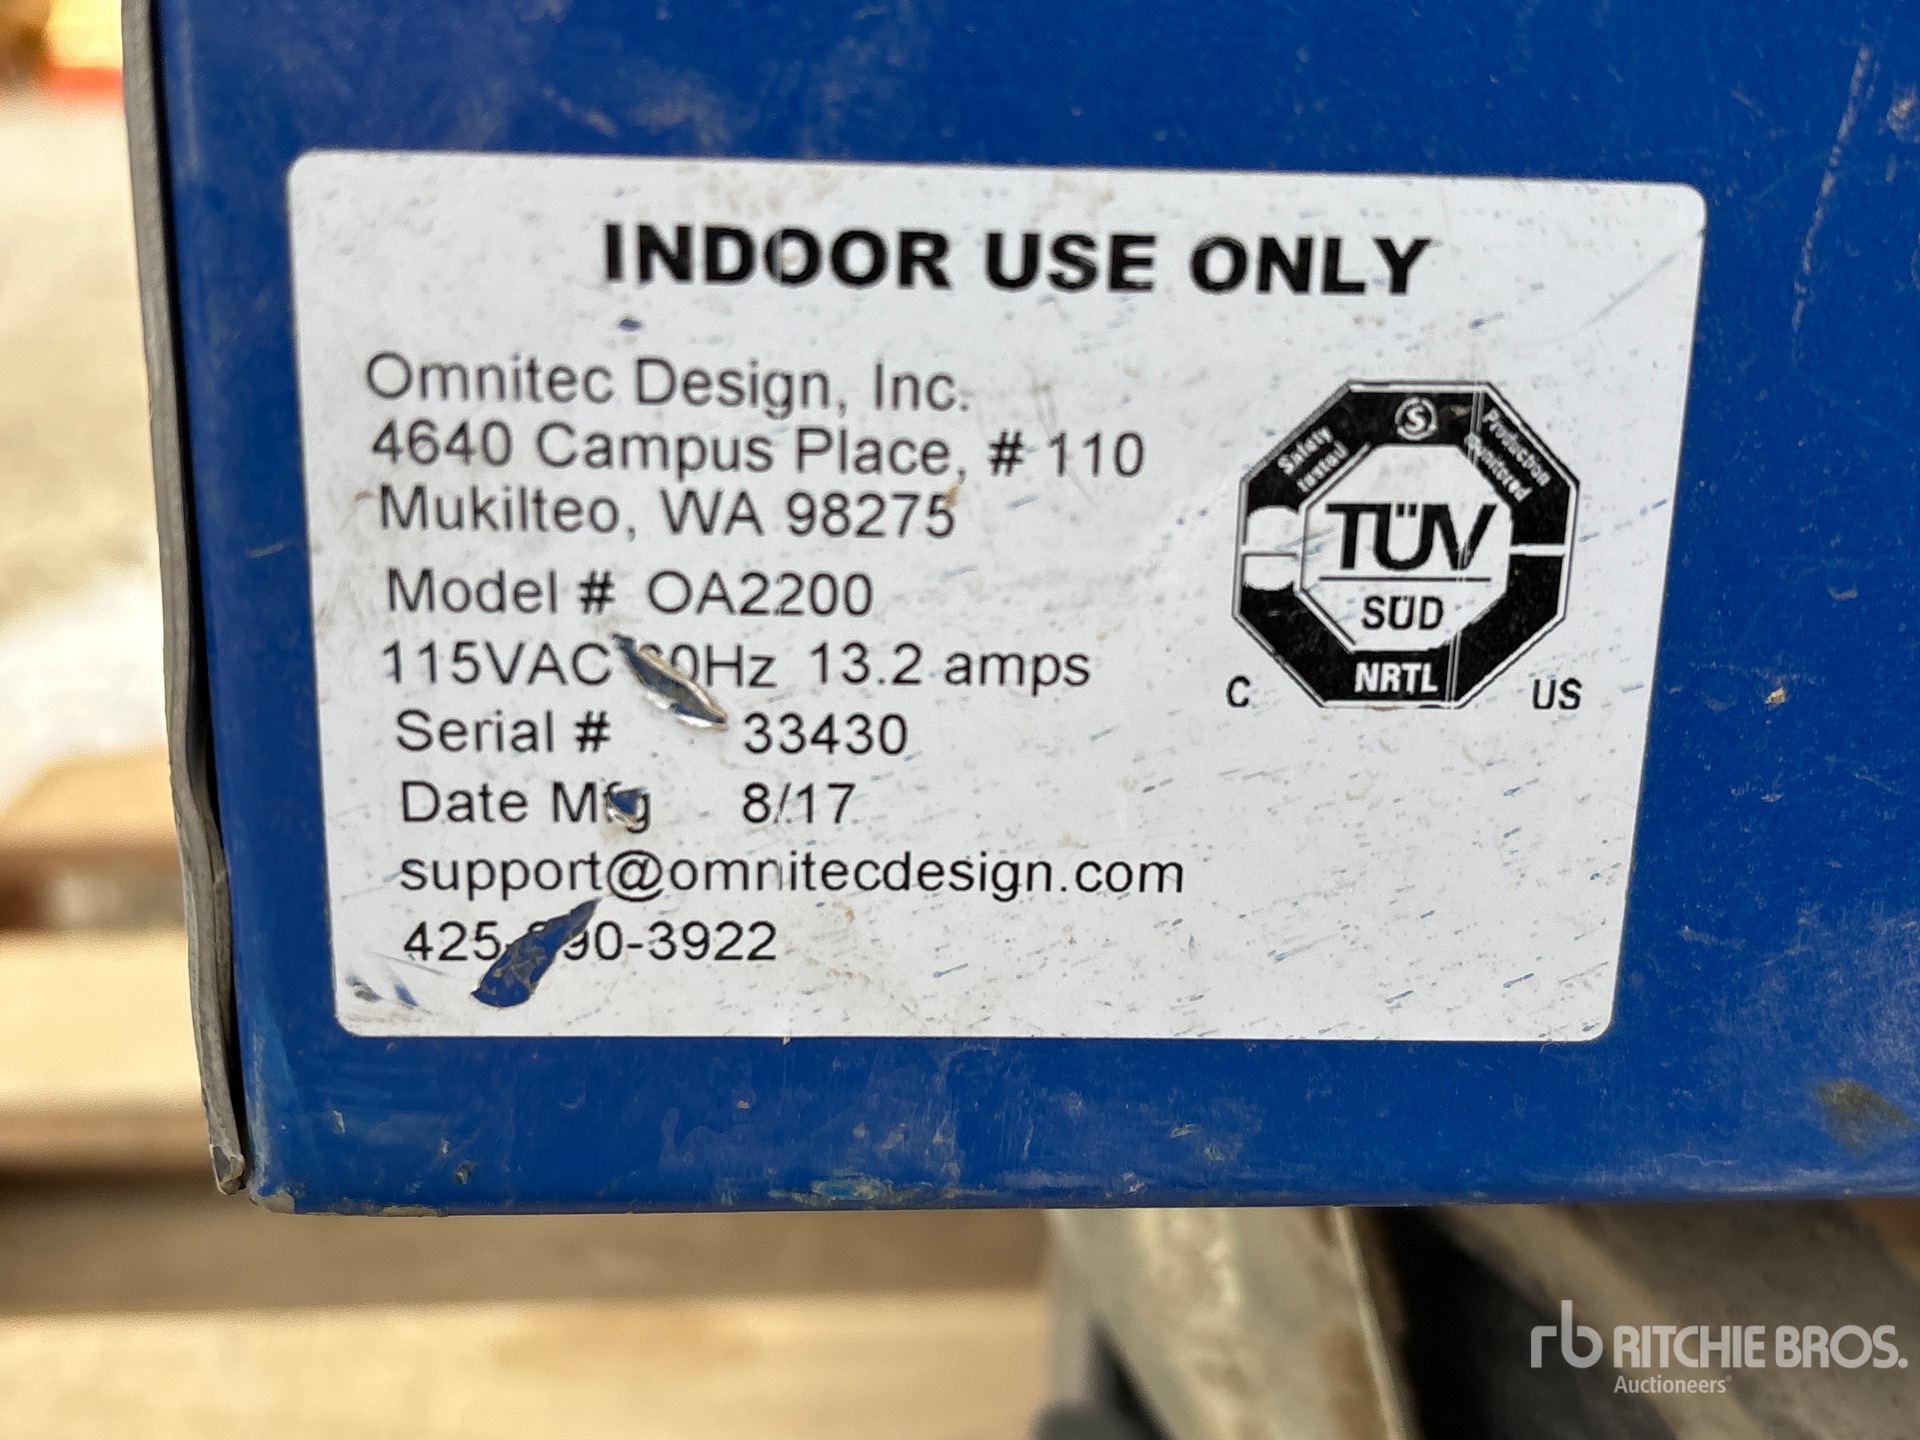 INDOOR USE ONLY
Omnitec Design, Inc.
4640 Campus Place, # 110
Mukilteo, WA 98275
Model # OA2200
115VAC 13.2 amps
Serial # 33430
Date Mfg 8/17
support@omnitecdesign.com
Safety
tested
S
Production
monitored
TÜV
SÜD
NRTL
C US
rb RITCHIE BROS.
Auctioneers